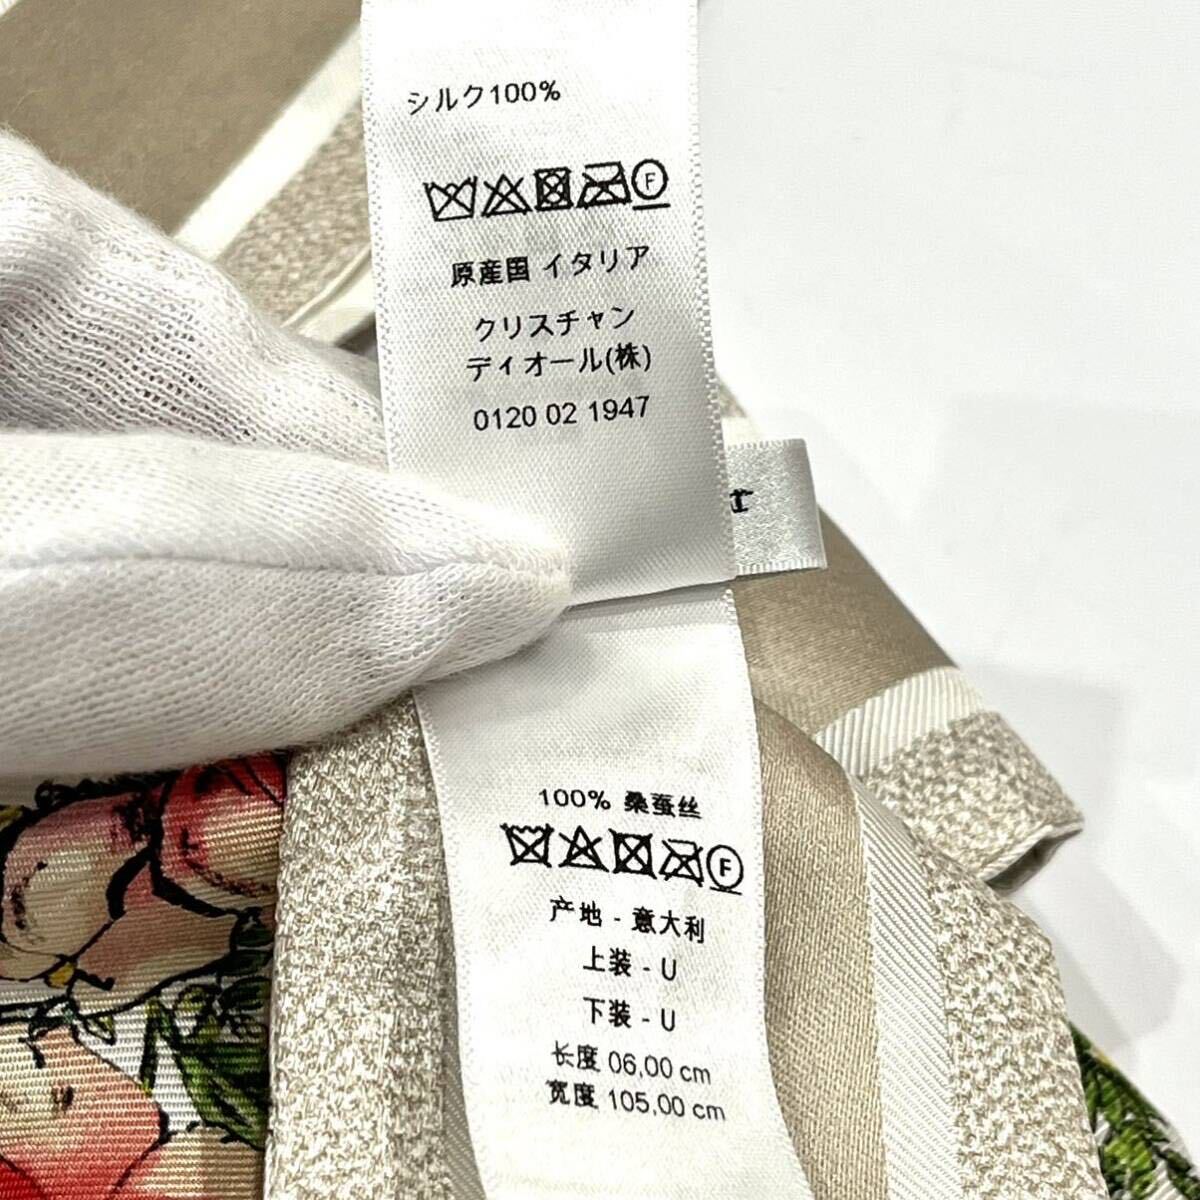 シルク100%
F
原産国 イタリア
クリスチャン
ディオール(株)
0120 02 1947
r
100% 桑蚕丝
F
产地 - 意大利
上装 - U
下装 - U
长度 06,00 cm
宽度 105,00 cm